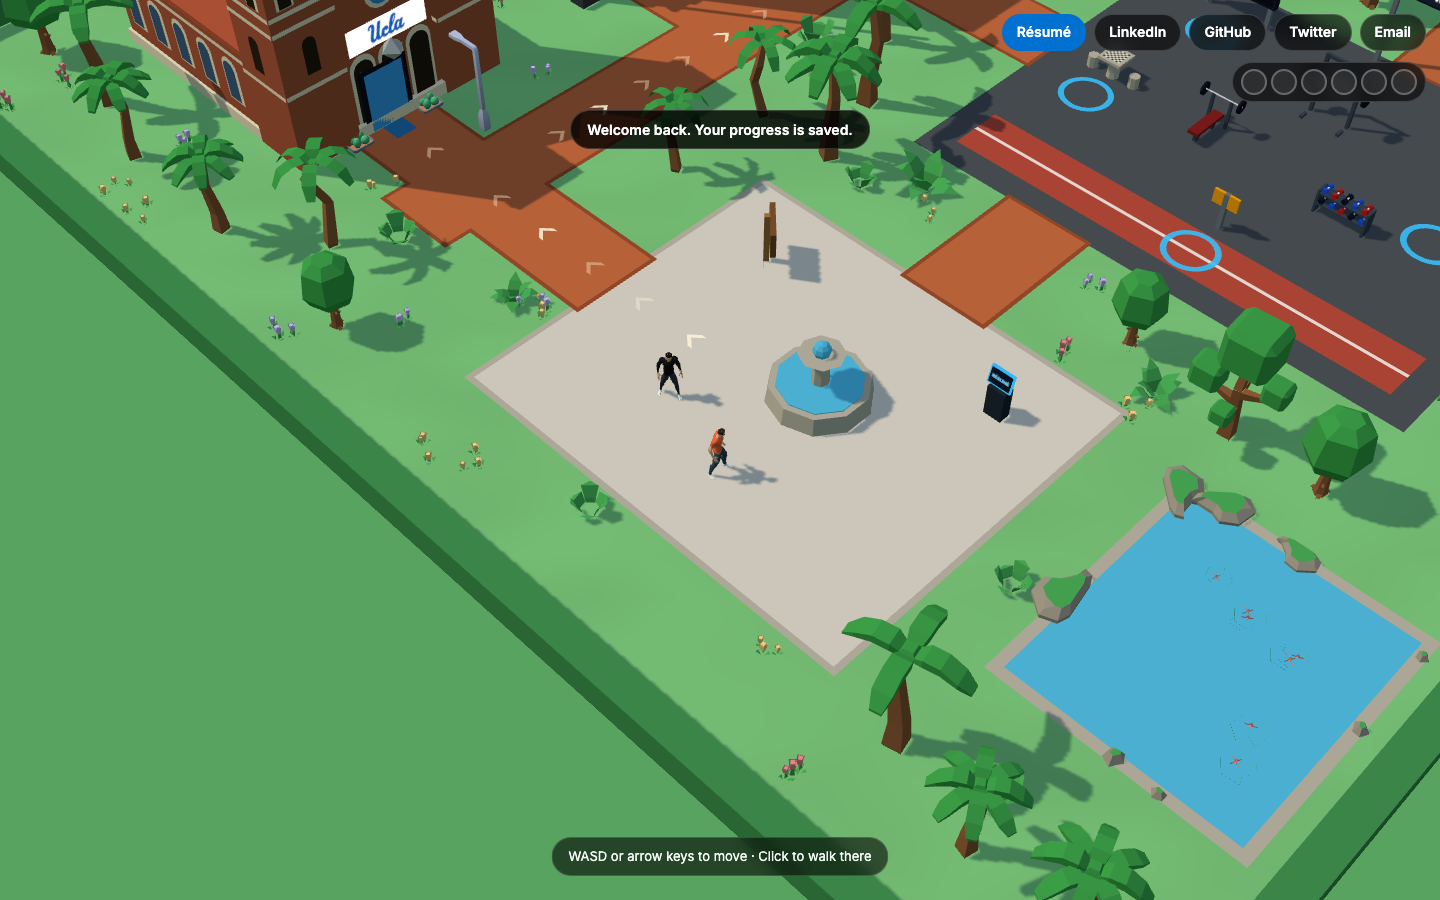 Ucla
Résumé
LinkedIn
GitHub
Twitter
Email
Welcome back. Your progress is saved.
RÉSUMÉ
WASD or arrow keys to move · Click to walk there